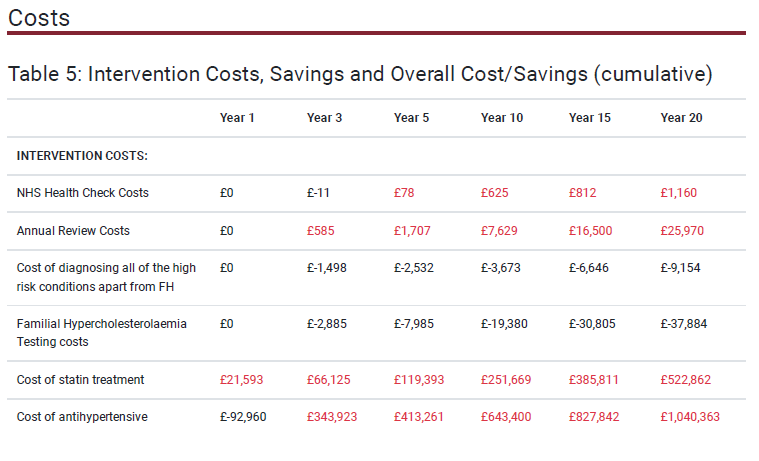 Costs
Table 5: Intervention Costs, Savings and Overall Cost/Savings (cumulative)
Year 1 Year 3 Year 5 Year 10 Year 15 Year 20
INTERVENTION COSTS:
NHS Health Check Costs £0 £-11 £78 £625 £812 £1,160
Annual Review Costs £0 £585 £1,707 £7,629 £16,500 £25,970
Cost of diagnosing all of the high £0 £-1,498 £-2,532 £-3,673 £-6,646 £-9,154
risk conditions apart from FH
Familial Hypercholesterolaemia £0 £-2,885 £-7,985 £-19,380 £-30,805 £-37,884
Testing costs
Cost of statin treatment £21,593 £66,125 £119,393 £251,669 £385,811 £522,862
Cost of antihypertensive £-92,960 £343,923 £413,261 £643,400 £827,842 £1,040,363